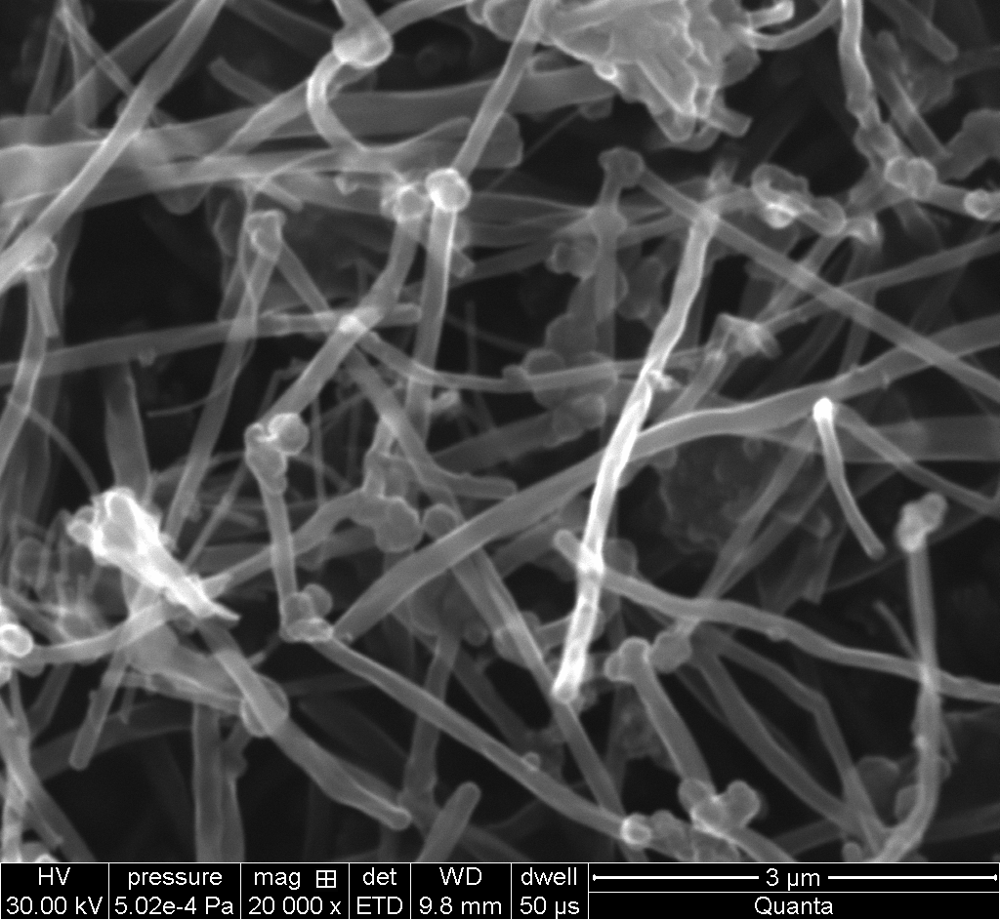 HV pressure mag det WD dwell 3 µm
30.00 kV 5.02e-4 Pa 20 000 x ETD 9.8 mm 50 µs Quanta